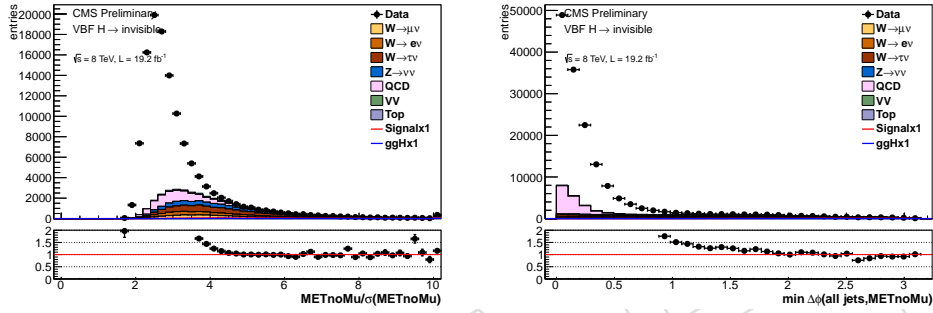 entries
CMS Preliminary
VBF H → invisible
√s = 8 TeV, L = 19.2 fb⁻¹
Data
W→μν
W→ eν
W→τν
Z→νν
QCD
VV
Top
Signalx1
ggHx1
20000
18000
16000
14000
12000
10000
8000
6000
4000
2000
0
2
1.5
1
0.5
0
0 2 4 6 8 10
METnoMu/σ(METnoMu)
entries
CMS Preliminary
VBF H → invisible
√s = 8 TeV, L = 19.2 fb⁻¹
Data
W→μν
W→ eν
W→τν
Z→νν
QCD
VV
Top
Signalx1
ggHx1
50000
40000
30000
20000
10000
0
2
1.5
1
0.5
0
0 0.5 1 1.5 2 2.5 3
min Δϕ(all jets,METnoMu)